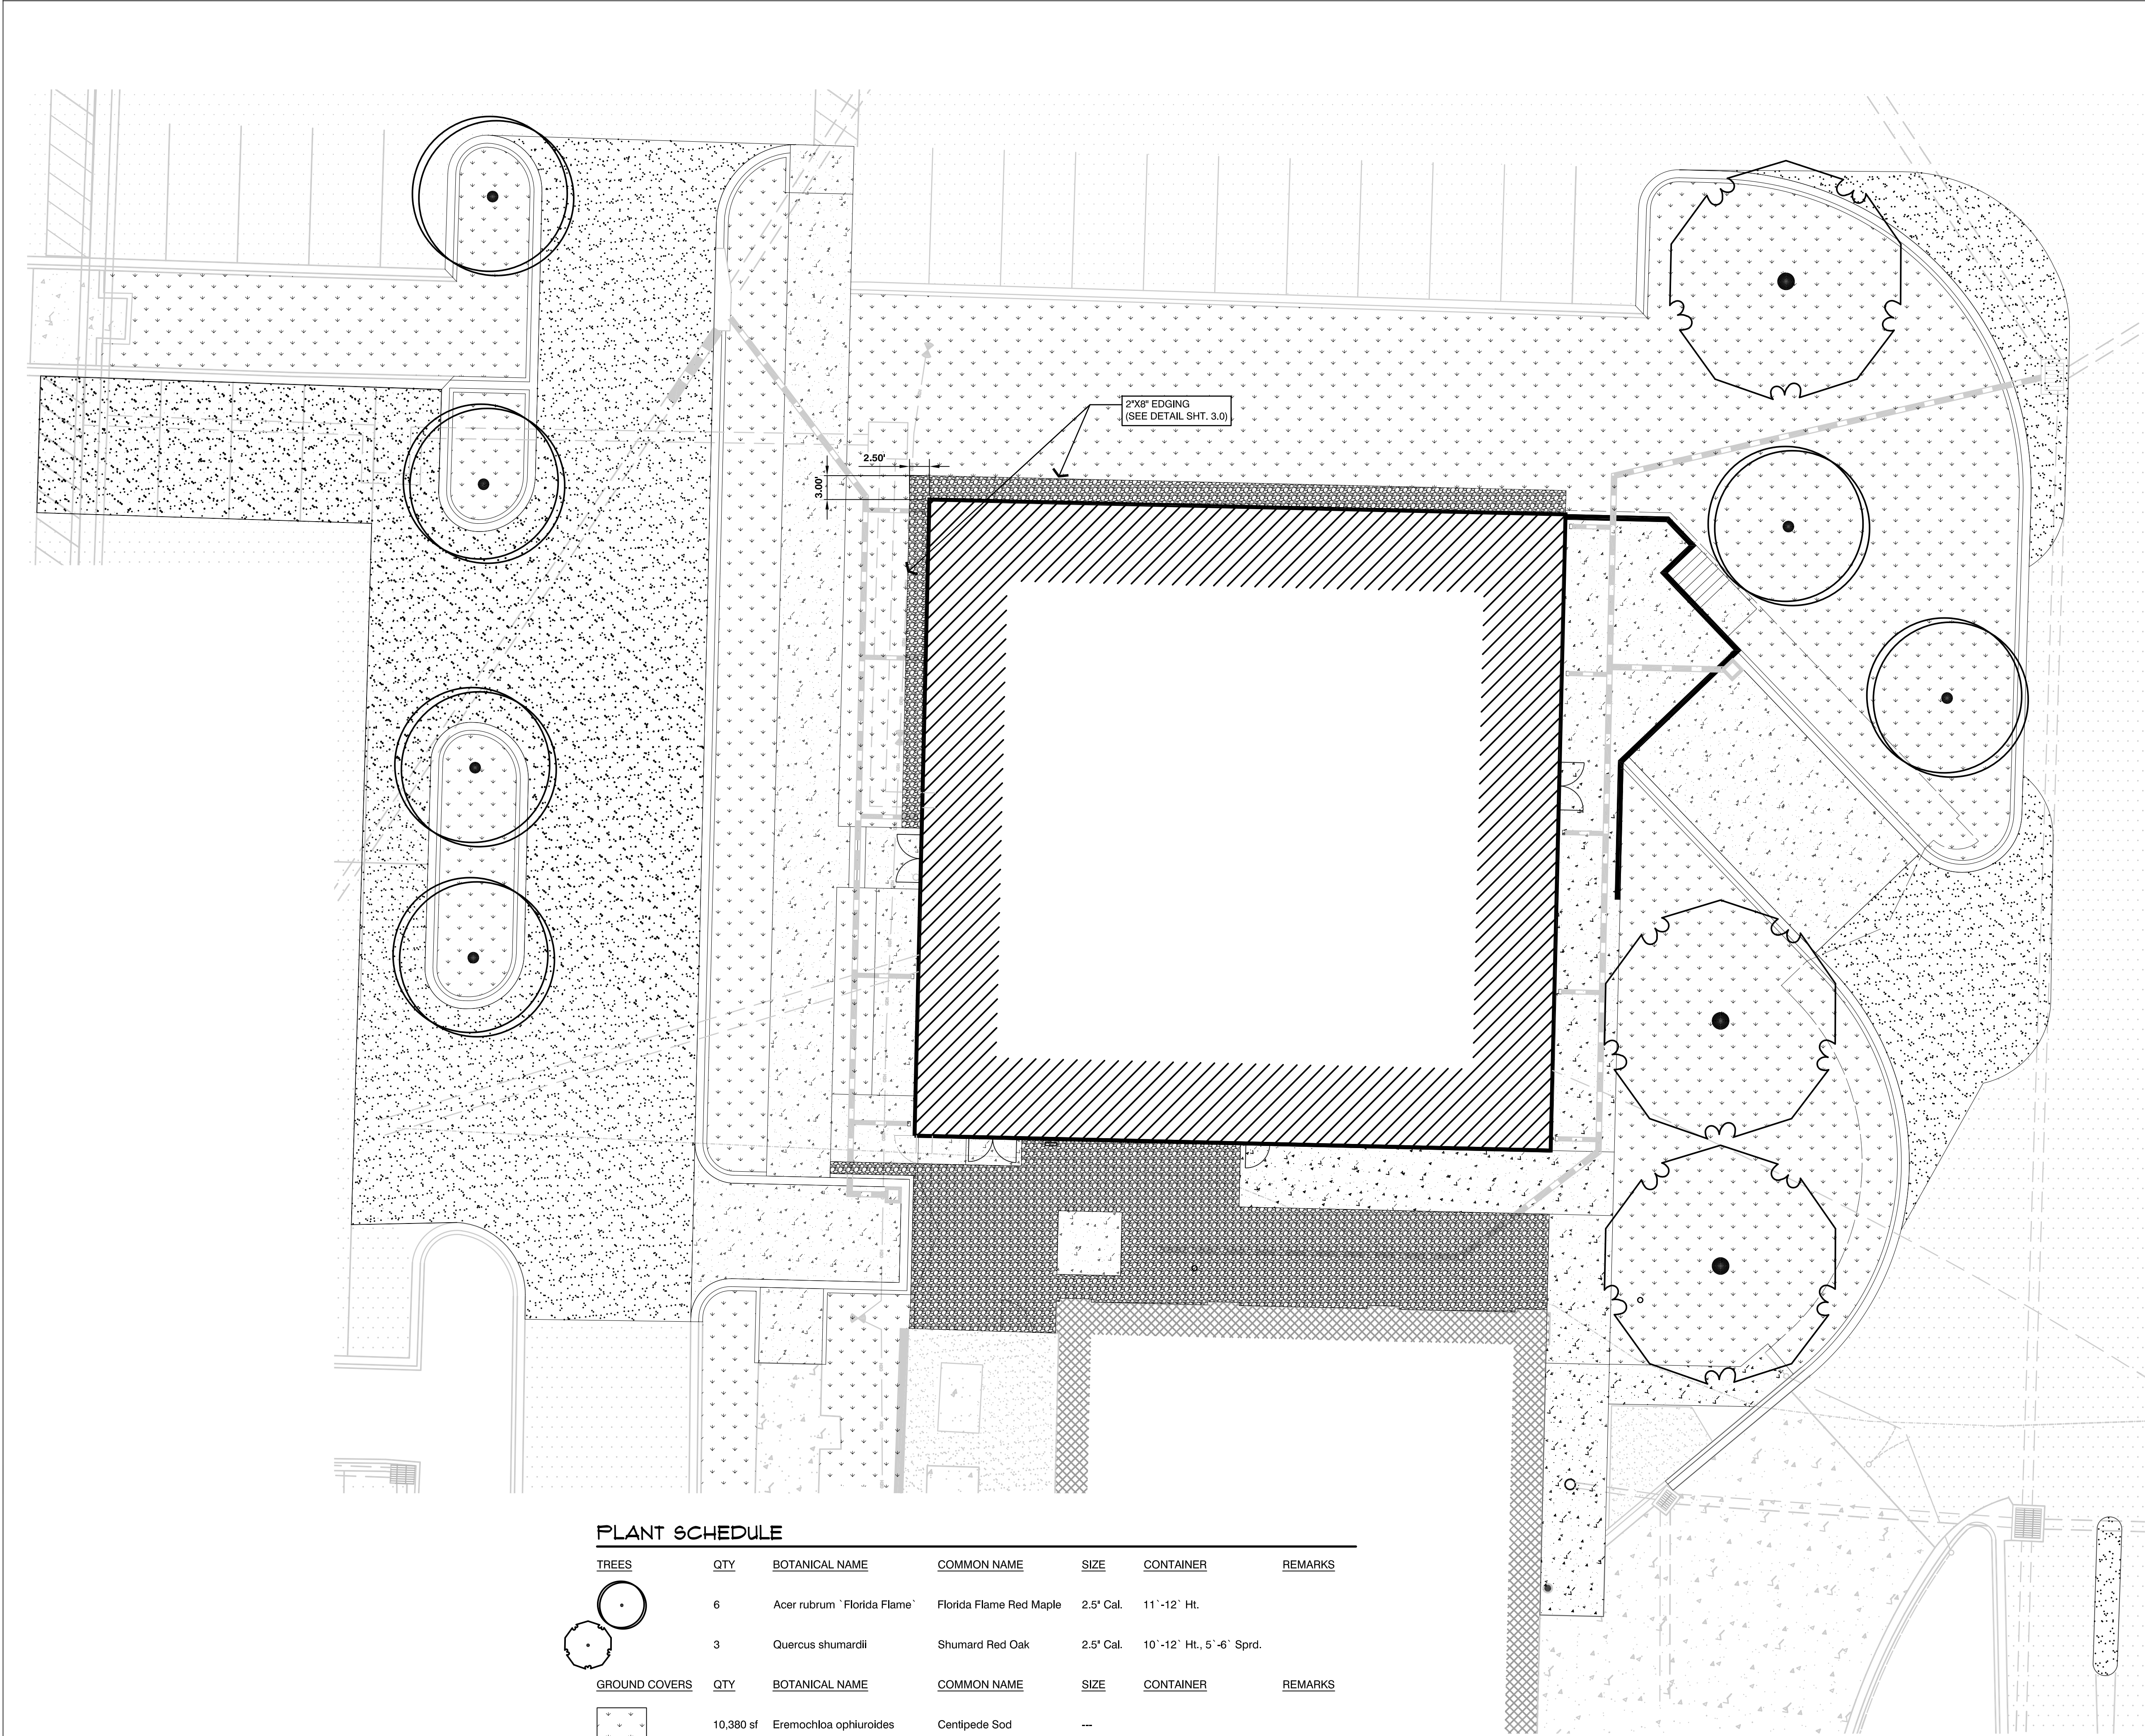 2"X8" EDGING
(SEE DETAIL SHT. 3.0)
2.50'
3.00'
PLANT SCHEDULE
TREES QTY BOTANICAL NAME COMMON NAME SIZE CONTAINER REMARKS
6 Acer rubrum `Florida Flame` Florida Flame Red Maple 2.5" Cal. 11`-12` Ht.
3 Quercus shumardii Shumard Red Oak 2.5" Cal. 10`-12` Ht., 5`-6` Sprd.
GROUND COVERS QTY BOTANICAL NAME COMMON NAME SIZE CONTAINER REMARKS
10,380 sf Eremochloa ophiuroides Centipede Sod ---